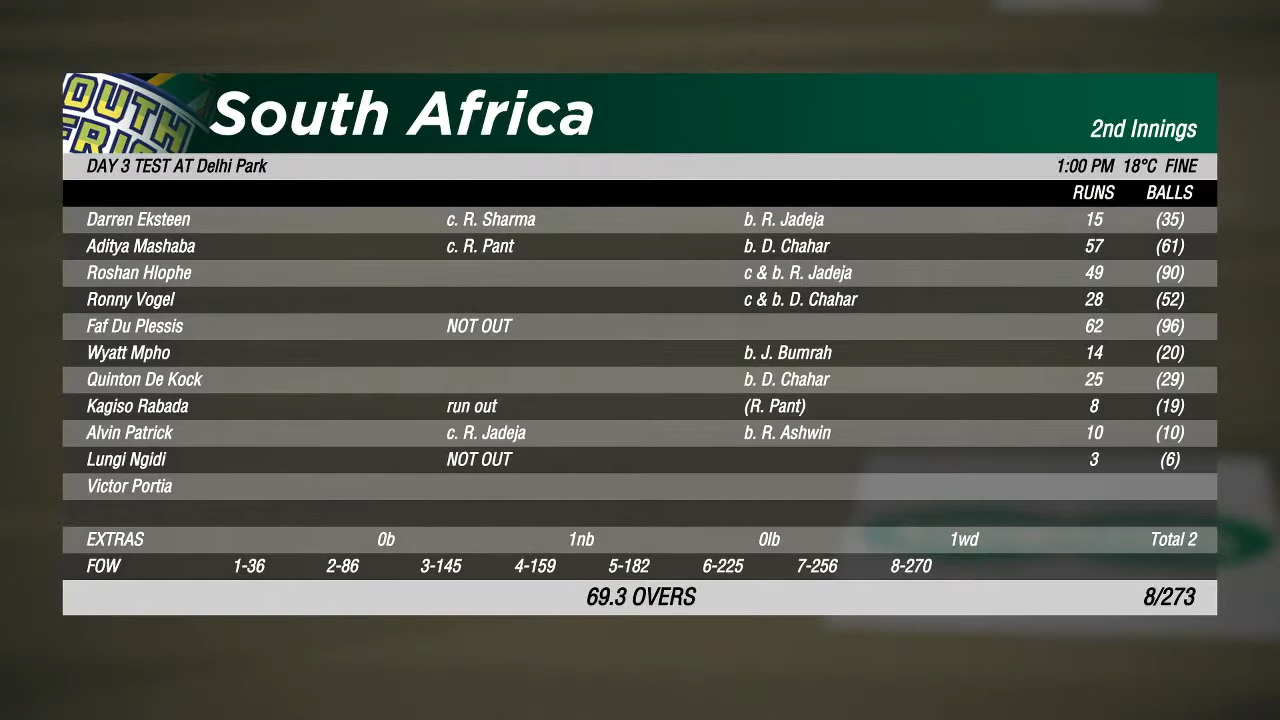 OUTH
FRIC
South Africa
2nd Innings
DAY 3 TEST AT Delhi Park 1:00 PM 18°C FINE
RUNS BALLS
Darren Eksteen c. R. Sharma b. R. Jadeja 15 (35)
Aditya Mashaba c. R. Pant b. D. Chahar 57 (61)
Roshan Hlophe c & b. R. Jadeja 49 (90)
Ronny Vogel c & b. D. Chahar 28 (52)
Faf Du Plessis NOT OUT 62 (96)
Wyatt Mpho b. J. Bumrah 14 (20)
Quinton De Kock b. D. Chahar 25 (29)
Kagiso Rabada run out (R. Pant) 8 (19)
Alvin Patrick c. R. Jadeja b. R. Ashwin 10 (10)
Lungi Ngidi NOT OUT 3 (6)
Victor Portia
EXTRAS 0b 1nb 0lb 1wd Total 2
FOW 1-36 2-86 3-145 4-159 5-182 6-225 7-256 8-270
69.3 OVERS 8/273